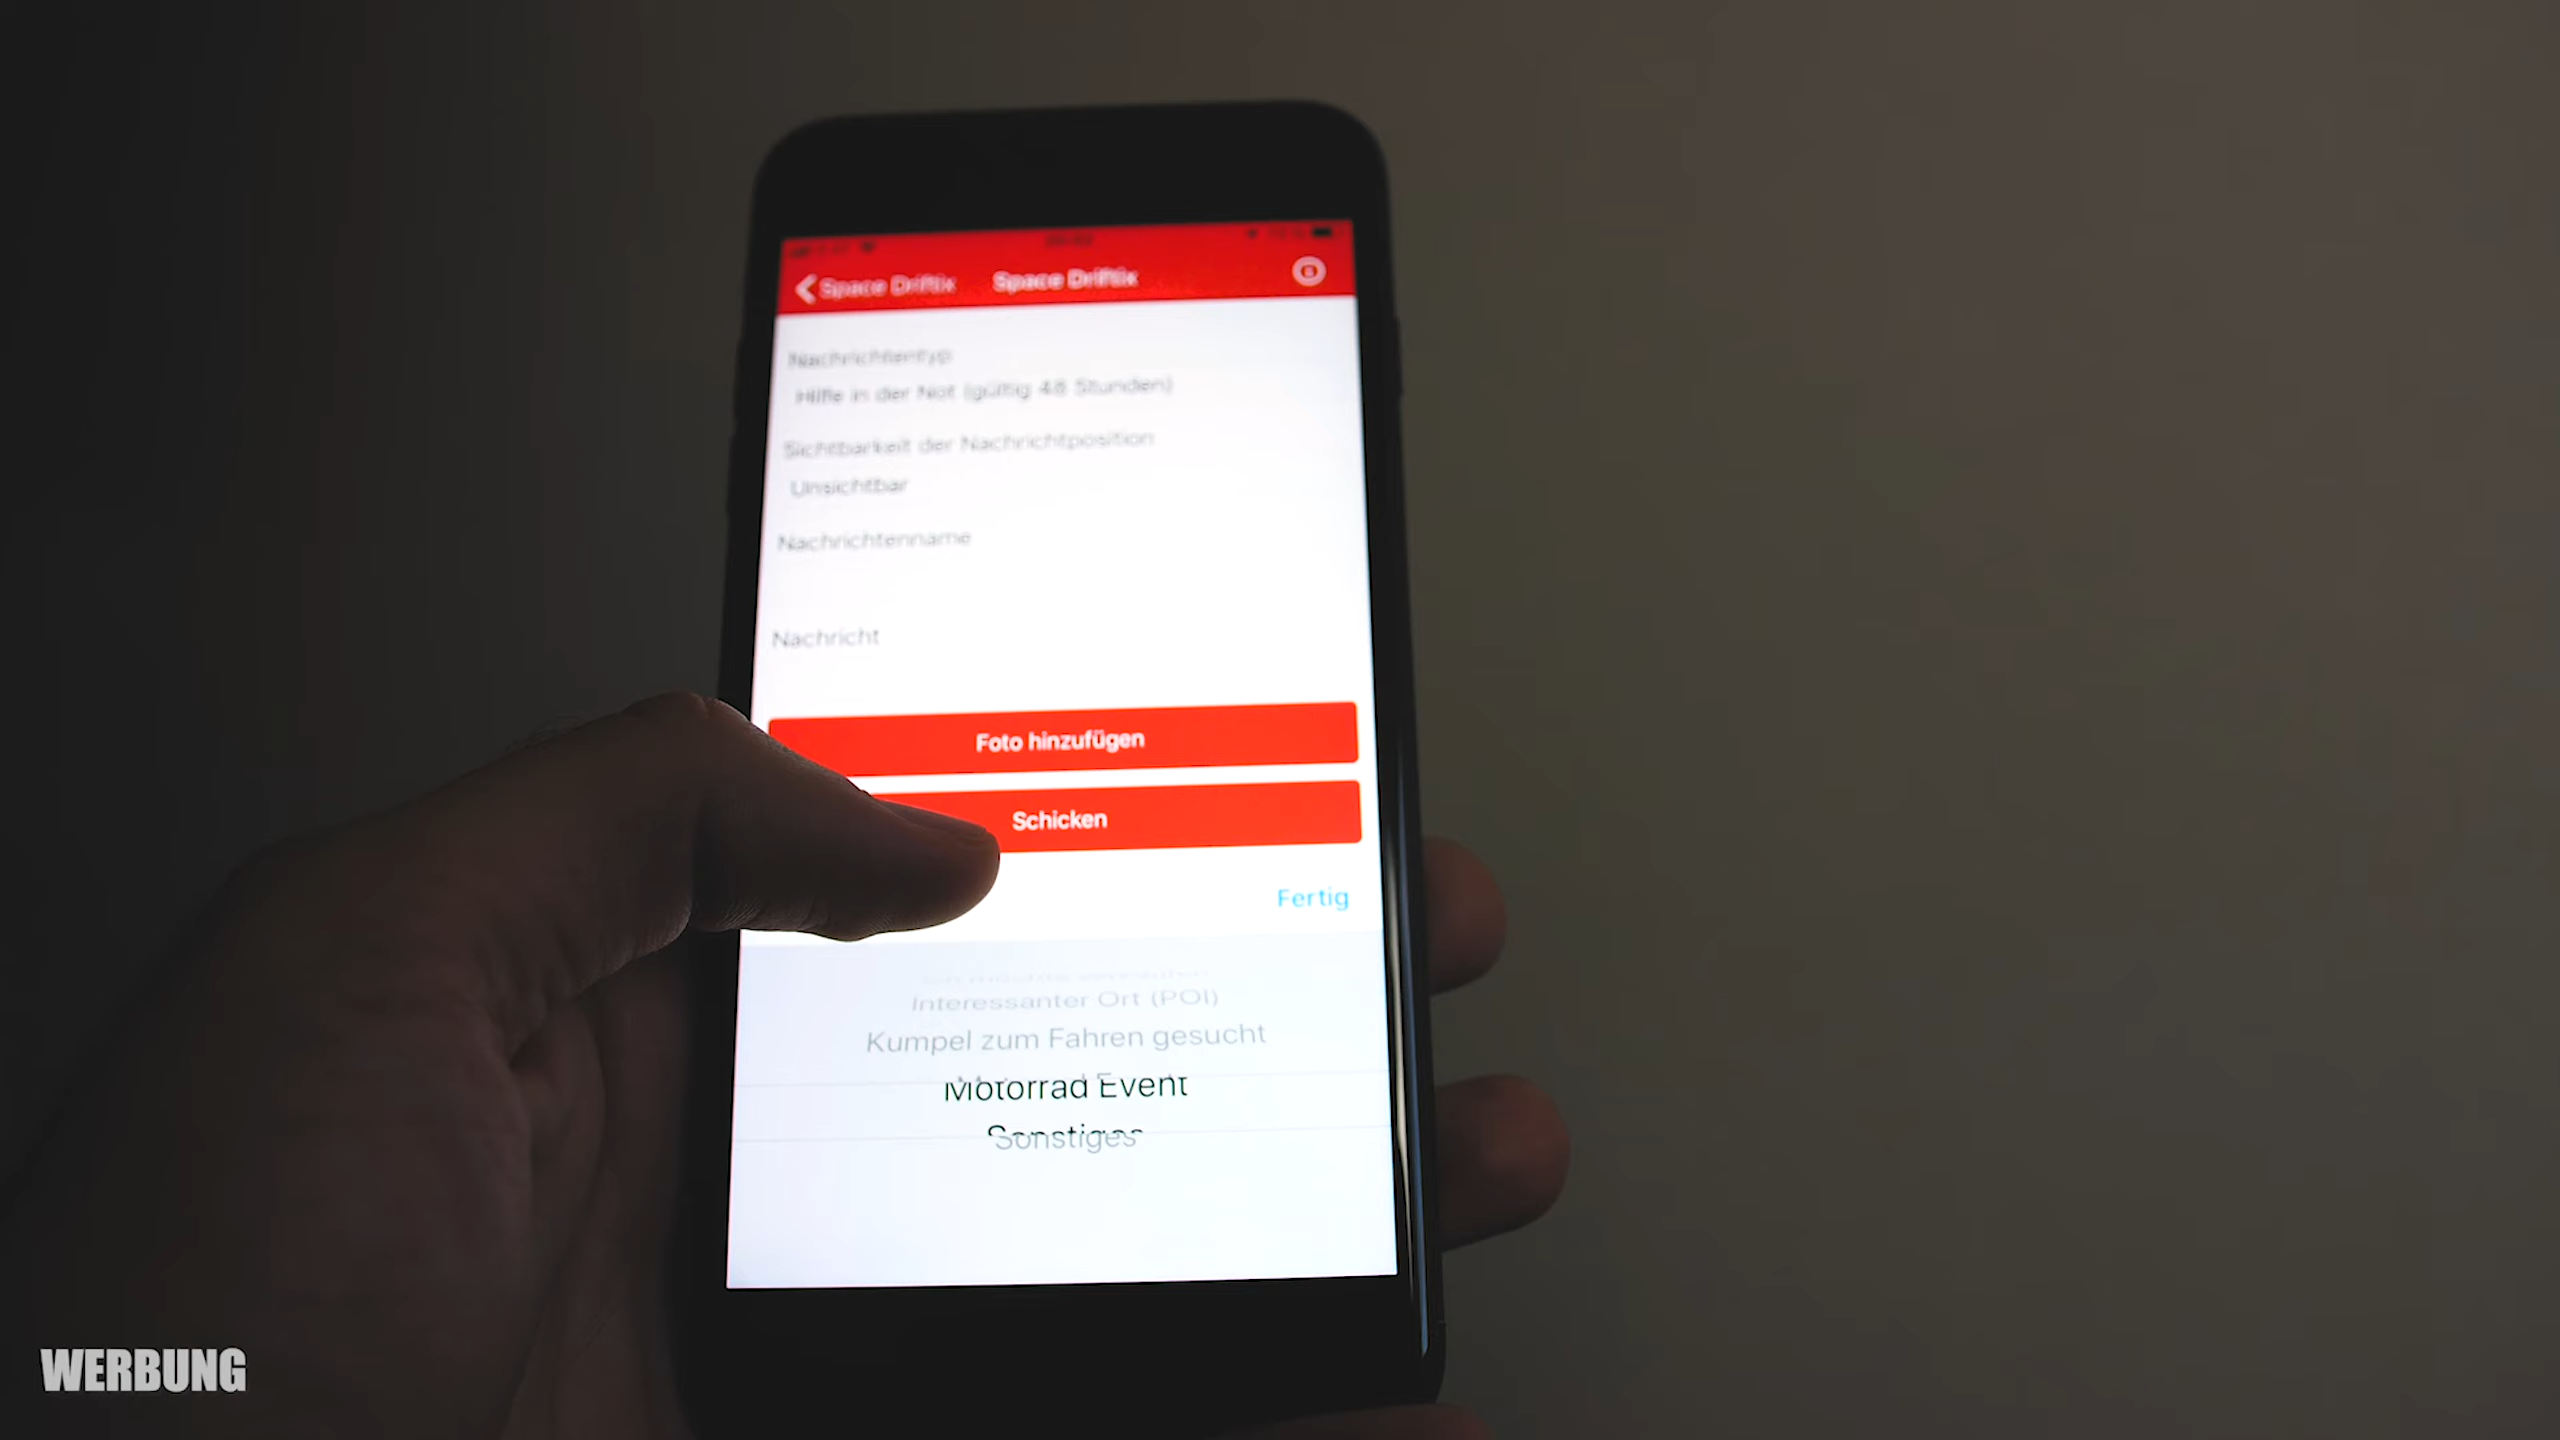 Space Driftix
Space Driftix
Nachrichtentyp
Hilfe in der Not (gültig 48 Stunden)
Sichtbarkeit der Nachrichtposition
Unsichtbar
Nachrichtenname
Nachricht
Foto hinzufügen
Schicken
Fertig
Interessanter Ort (POI)
Kumpel zum Fahren gesucht
Motorrad Event
Sonstiges
WERBUNG